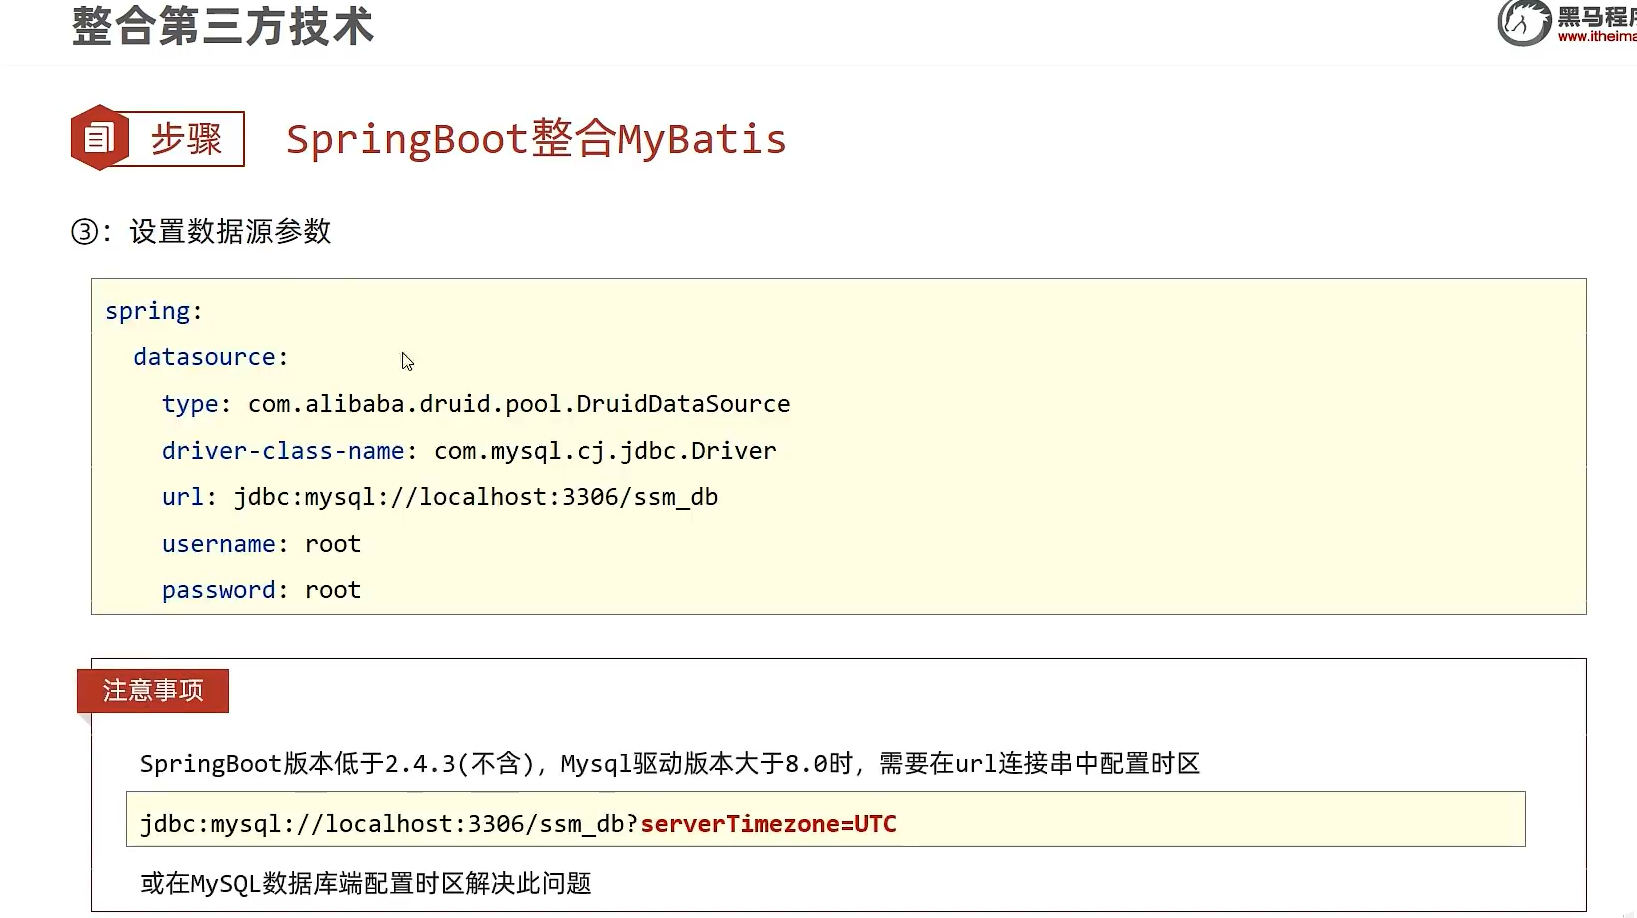 整合第三方技术
黑马程序
www.itheima
步骤
SpringBoot整合MyBatis
③：设置数据源参数
spring:
datasource:
type: com.alibaba.druid.pool.DruidDataSource
driver-class-name: com.mysql.cj.jdbc.Driver
url: jdbc:mysql://localhost:3306/ssm_db
username: root
password: root
注意事项
SpringBoot版本低于2.4.3(不含)，Mysql驱动版本大于8.0时，需要在url连接串中配置时区
jdbc:mysql://localhost:3306/ssm_db?serverTimezone=UTC
或在MySQL数据库端配置时区解决此问题